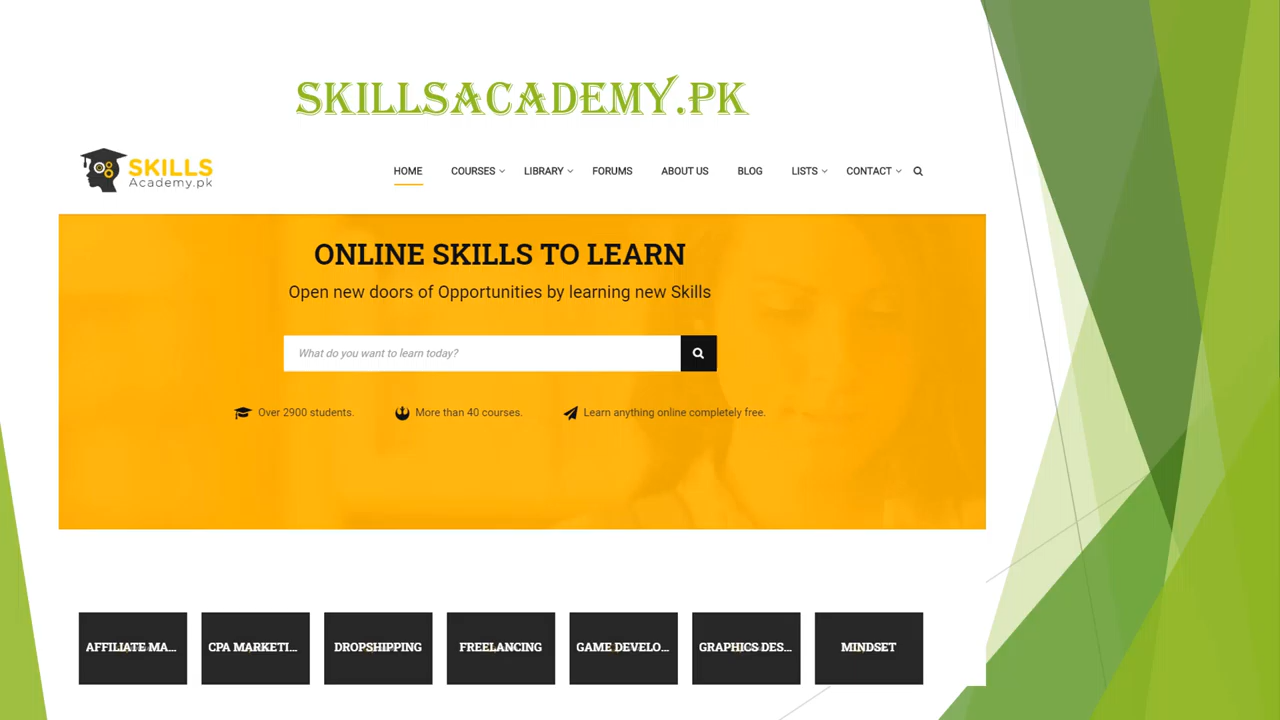 SKILLSACADEMY.PK
SKILLS
Academy.pk
HOME COURSES LIBRARY FORUMS ABOUT US BLOG LISTS CONTACT
ONLINE SKILLS TO LEARN
Open new doors of Opportunities by learning new Skills
What do you want to learn today?
Over 2900 students. More than 40 courses. Learn anything online completely free.
AFFILIATE MA... CPA MARKETI... DROPSHIPPING FREELANCING GAME DEVELO... GRAPHICS DES... MINDSET